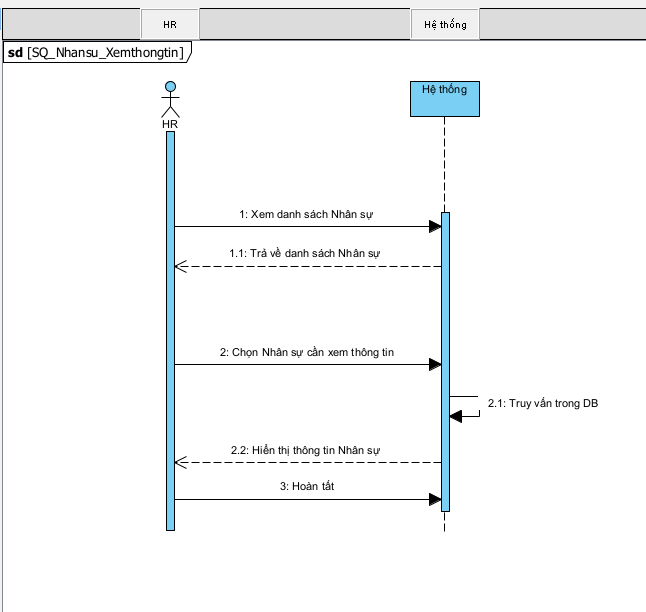 HR
Hệ thống
sd [SQ_Nhansu_Xemthongtin]
HR
Hệ thống
1: Xem danh sách Nhân sự
1.1: Trả về danh sách Nhân sự
2: Chọn Nhân sự cần xem thông tin
2.1: Truy vấn trong DB
2.2: Hiển thị thông tin Nhân sự
3: Hoàn tất